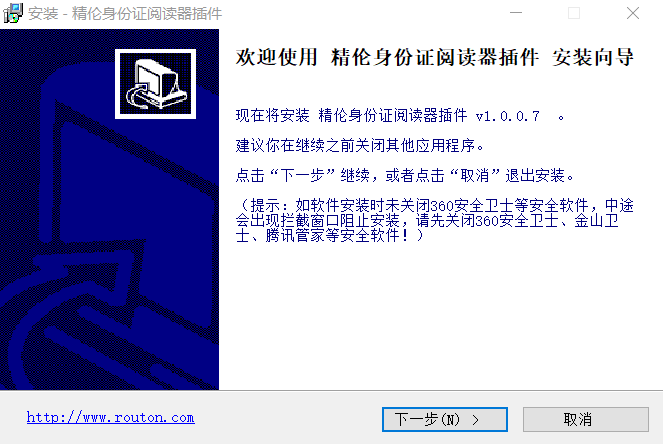 安装 - 精伦身份证阅读器插件
欢迎使用 精伦身份证阅读器插件 安装向导
现在将安装 精伦身份证阅读器插件 v1.0.0.7 。
建议你在继续之前关闭其他应用程序。
点击“下一步”继续，或者点击“取消”退出安装。
（提示：如软件安装时未关闭360安全卫士等安全软件，中途
会出现拦截窗口阻止安装，请先关闭360安全卫士、金山卫
士、腾讯管家等安全软件！）
http://www.routon.com
下一步(N) >
取消